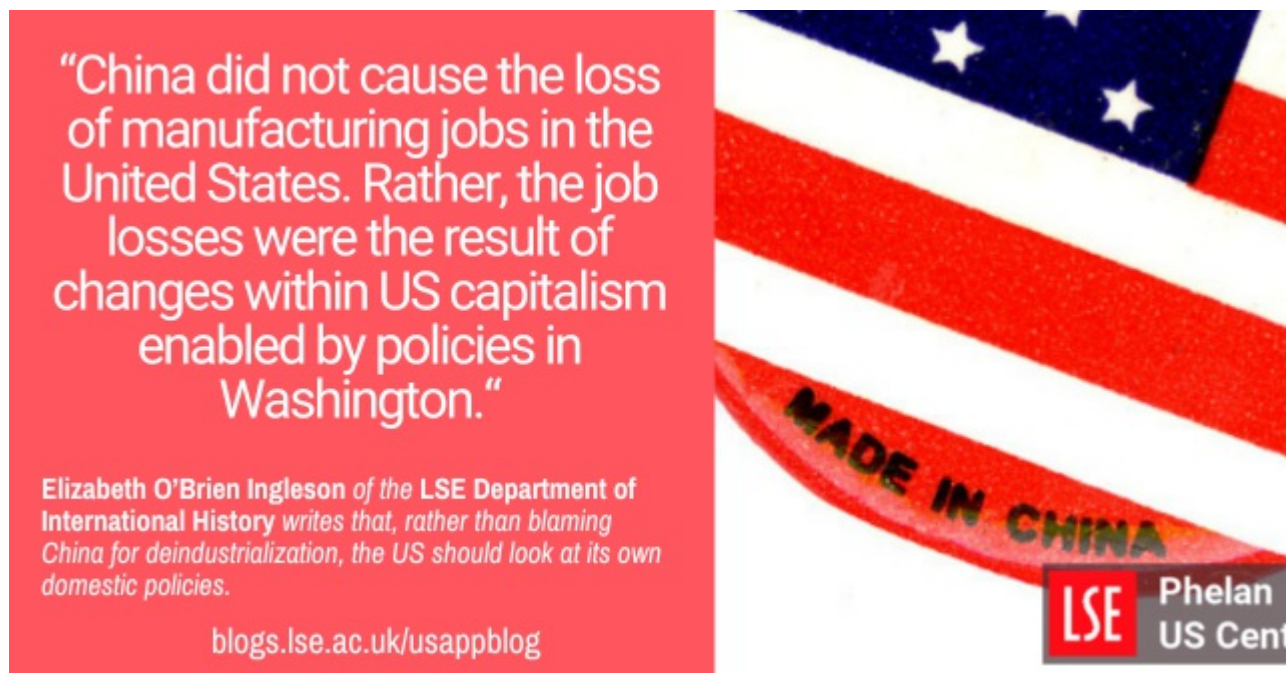 “China did not cause the loss
of manufacturing jobs in the
United States. Rather, the job
losses were the result of
changes within US capitalism
enabled by policies in
Washington.“
Elizabeth O’Brien Ingleson of the LSE Department of
International History writes that, rather than blaming
China for deindustrialization, the US should look at its own
domestic policies.
blogs.lse.ac.uk/usappblog
MADE IN CHINA
LSE
Phelan
US Cent